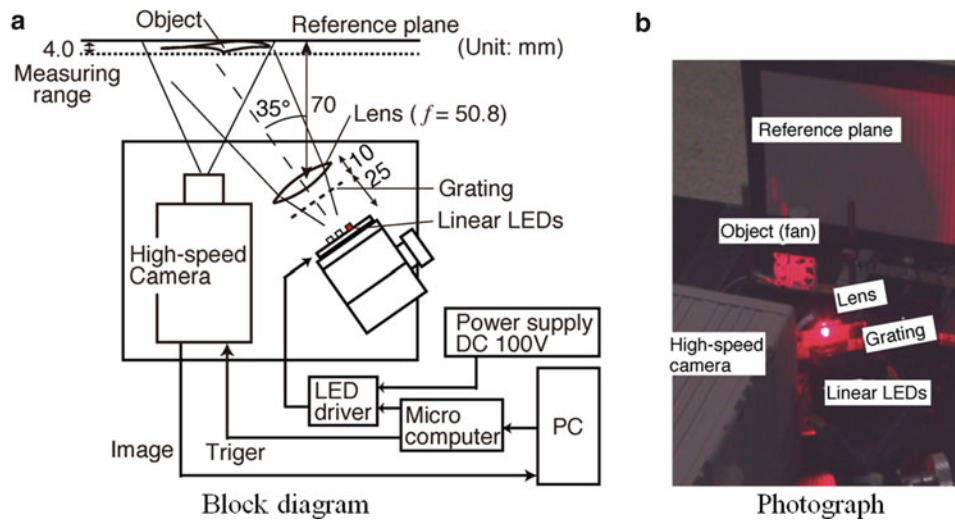 a
Object
Reference plane
4.0
(Unit: mm)
Measuring
range
35°
70
Lens ( f = 50.8)
10
25
Grating
Linear LEDs
High-speed
Camera
Power supply
DC 100V
LED
driver
Micro
computer
PC
Image
Triger
Block diagram
b
Reference plane
Object (fan)
Lens
Grating
High-speed
camera
Linear LEDs
Photograph